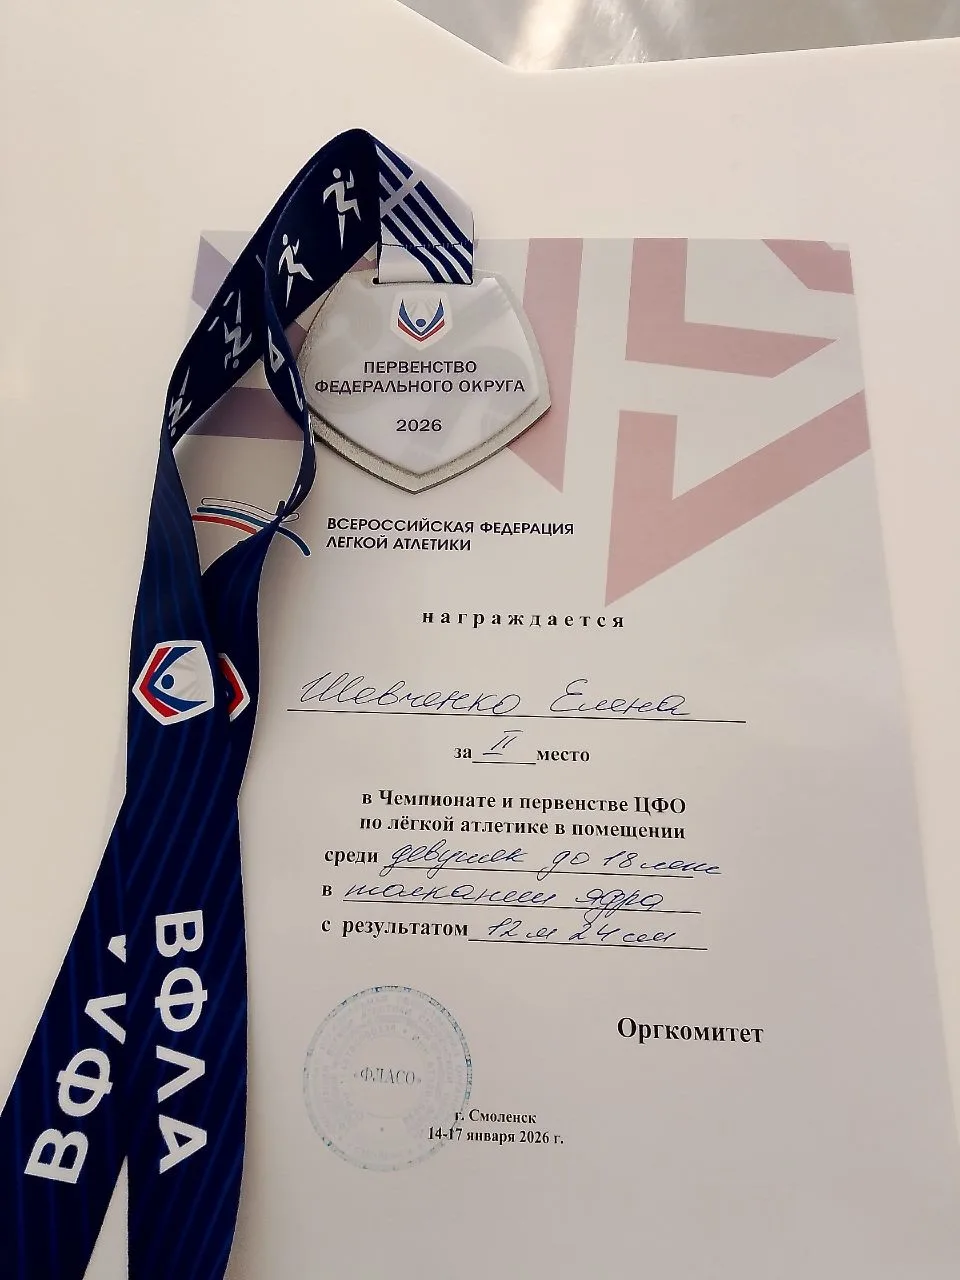 ПЕРВЕНСТВО
ФЕДЕРАЛЬНОГО ОКРУГА
2026
ВСЕРОССИЙСКАЯ ФЕДЕРАЦИЯ
ЛЕГКОЙ АТЛЕТИКИ
награждается
Шевченко Елена
за II место
в Чемпионате и первенстве ЦФО
по лёгкой атлетике в помещении
среди девушек до 18 лет
в толкании ядра
с результатом 12 м 24 см
Оргкомитет
«ФЛАСО»
г. Смоленск
14-17 января 2026 г.
ВФЛА
ВФЛА